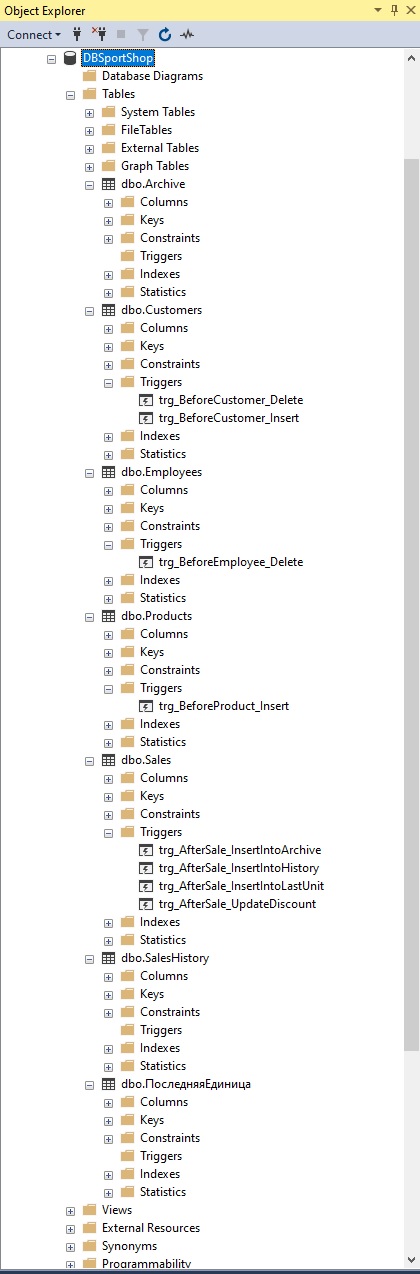 Object Explorer
Connect
DBSportShop
Database Diagrams
Tables
System Tables
FileTables
External Tables
Graph Tables
dbo.Archive
Columns
Keys
Constraints
Triggers
Indexes
Statistics
dbo.Customers
Columns
Keys
Constraints
Triggers
trg_BeforeCustomer_Delete
trg_BeforeCustomer_Insert
Indexes
Statistics
dbo.Employees
Columns
Keys
Constraints
Triggers
trg_BeforeEmployee_Delete
Indexes
Statistics
dbo.Products
Columns
Keys
Constraints
Triggers
trg_BeforeProduct_Insert
Indexes
Statistics
dbo.Sales
Columns
Keys
Constraints
Triggers
trg_AfterSale_InsertIntoArchive
trg_AfterSale_InsertIntoHistory
trg_AfterSale_InsertIntoLastUnit
trg_AfterSale_UpdateDiscount
Indexes
Statistics
dbo.SalesHistory
Columns
Keys
Constraints
Triggers
Indexes
Statistics
dbo.ПоследняяЕдиница
Columns
Keys
Constraints
Triggers
Indexes
Statistics
Views
External Resources
Synonyms
Programmability